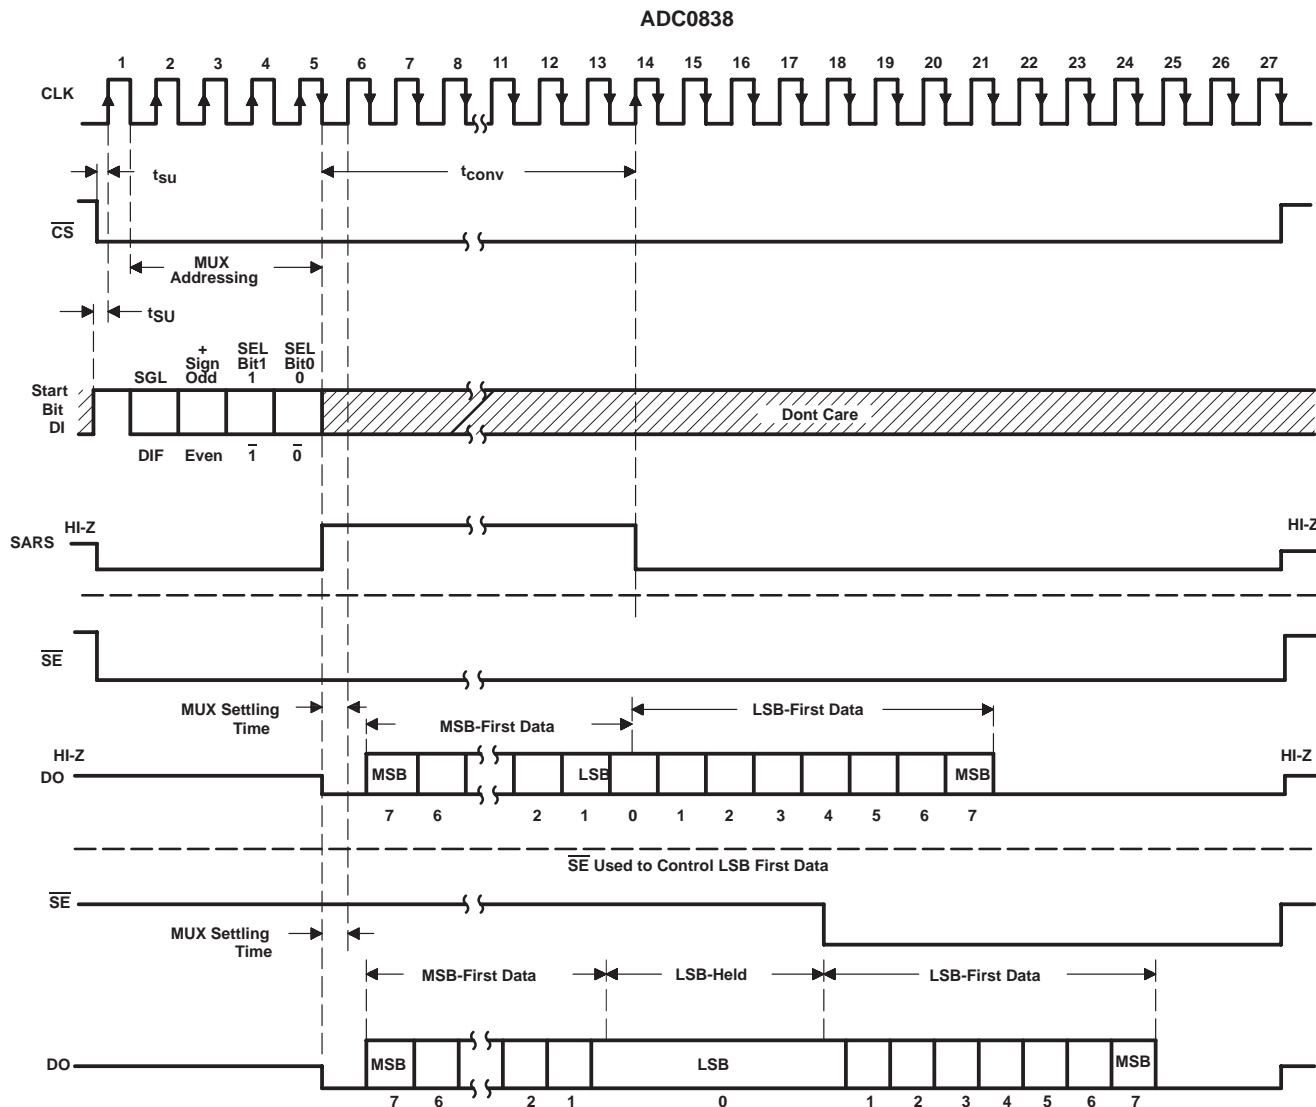 ADC0838
1 2 3 4 5 6 7 8 11 12 13 14 15 16 17 18 19 20 21 22 23 24 25 26 27
CLK
tsu
tconv
C̅S̅
MUX
Addressing
tSU
+
Sign
Odd
SEL
Bit1
1
SEL
Bit0
0
SGL
Start
Bit
DI
Dont Care
DIF Even 1̅ 0̅
HI-Z
SARS
HI-Z
S̅E̅
MUX Settling
Time
MSB-First Data
LSB-First Data
HI-Z
DO
MSB LSB MSB
HI-Z
7 6 2 1 0 1 2 3 4 5 6 7
S̅E̅ Used to Control LSB First Data
S̅E̅
MUX Settling
Time
MSB-First Data LSB-Held LSB-First Data
DO MSB LSB MSB
7 6 2 1 0 1 2 3 4 5 6 7